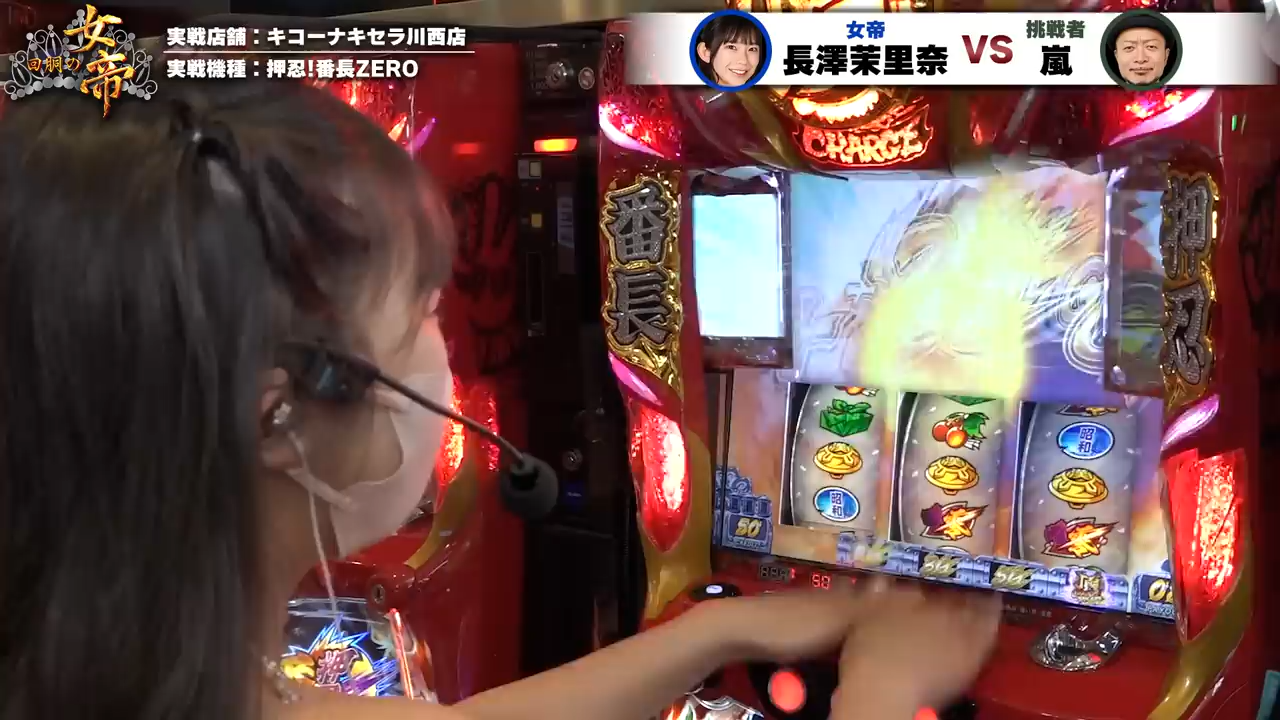 回胴の
女帝
実戦店舗：キコーナキセラ川西店
実戦機種：押忍!番長ZERO
女帝
長澤茉里奈
VS
挑戦者
嵐
CHARGE
番長
押忍
昭和
昭和
50
50